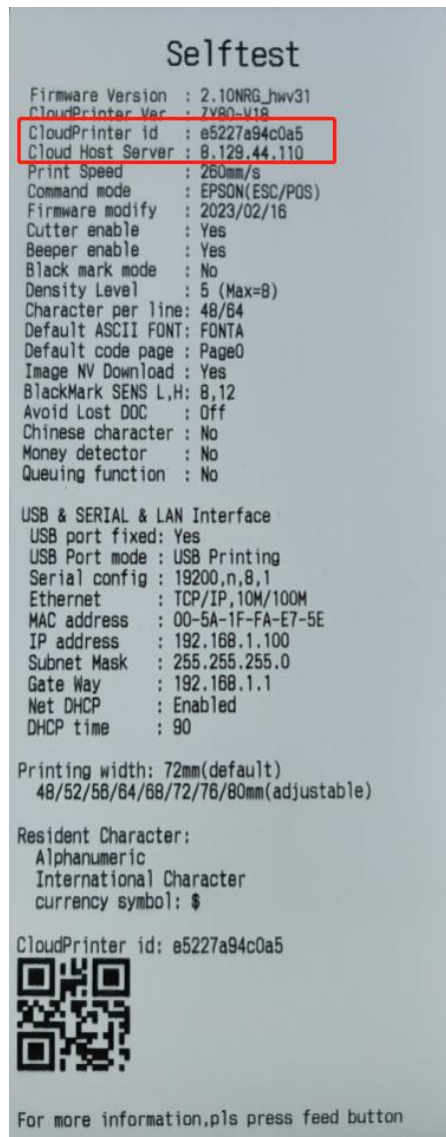 Selftest
Firmware Version : 2.10NRG_hwv31
CloudPrinter Ver : ZY80-V18
CloudPrinter id : e5227a94c0a5
Cloud Host Server : 8.129.44.110
Print Speed : 260mm/s
Command mode : EPSON(ESC/POS)
Firmware modify : 2023/02/16
Cutter enable : Yes
Beeper enable : Yes
Black mark mode : No
Density Level : 5 (Max=8)
Character per line: 48/64
Default ASCII FONT: FONTA
Default code page : Page0
Image NV Download : Yes
BlackMark SENS L,H: 8,12
Avoid Lost DOC : Off
Chinese character : No
Money detector : No
Queuing function : No
USB & SERIAL & LAN Interface
USB port fixed: Yes
USB Port mode : USB Printing
Serial config : 19200,n,8,1
Ethernet : TCP/IP,10M/100M
MAC address : 00-5A-1F-FA-E7-5E
IP address : 192.168.1.100
Subnet Mask : 255.255.255.0
Gate Way : 192.168.1.1
Net DHCP : Enabled
DHCP time : 90
Printing width: 72mm(default)
48/52/56/64/68/72/76/80mm(adjustable)
Resident Character:
Alphanumeric
International Character
currency symbol: $
CloudPrinter id: e5227a94c0a5
For more information,pls press feed button